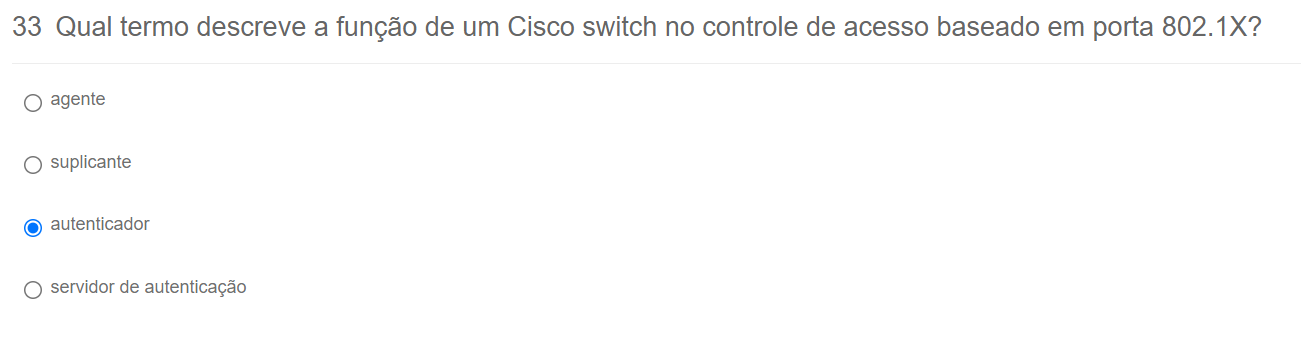 33 Qual termo descreve a função de um Cisco switch no controle de acesso baseado em porta 802.1X?
agente
suplicante
autenticador
servidor de autenticação